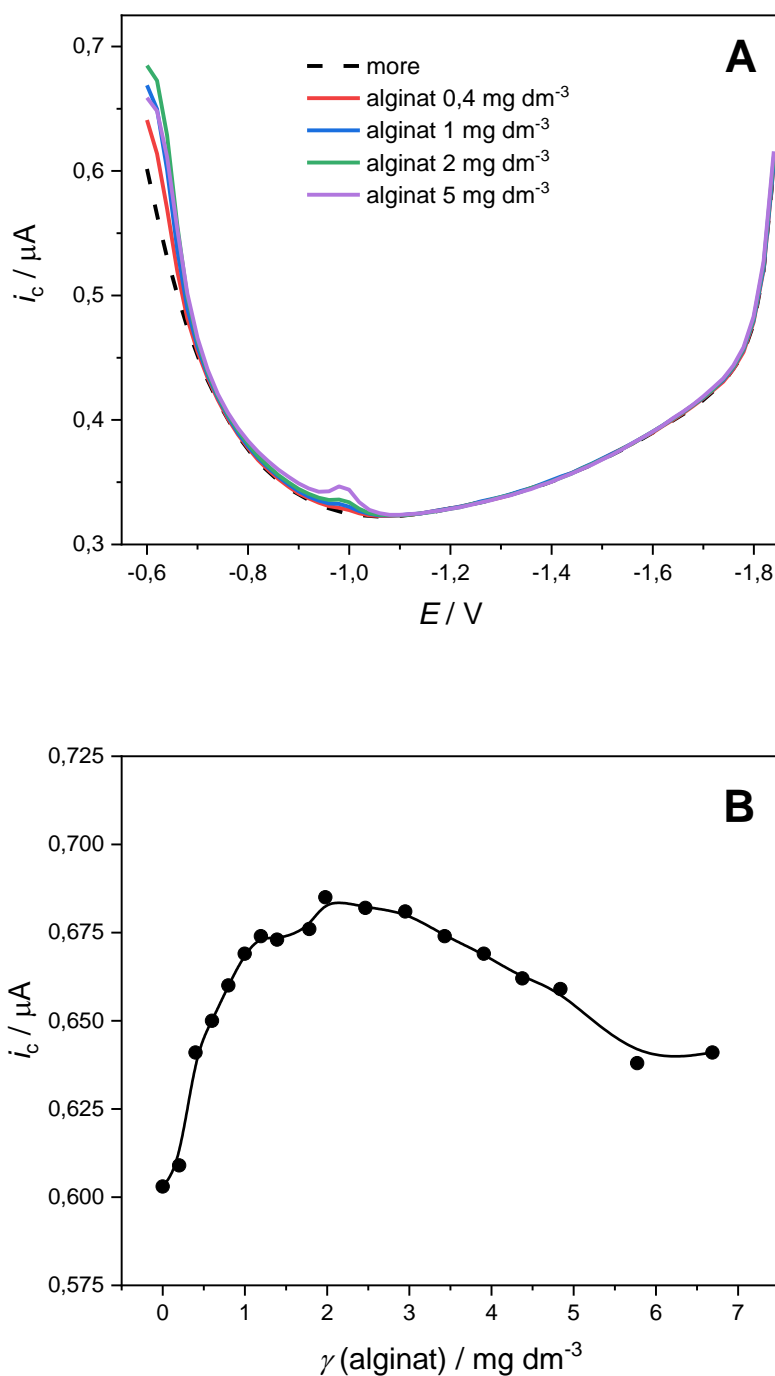 A
more
alginat 0,4 mg dm-3
alginat 1 mg dm-3
alginat 2 mg dm-3
alginat 5 mg dm-3
0,7
0,6
0,5
0,4
0,3
ic / μA
-0,6 -0,8 -1,0 -1,2 -1,4 -1,6 -1,8
E / V
B
0,725
0,700
0,675
0,650
0,625
0,600
0,575
ic / μA
0 1 2 3 4 5 6 7
γ (alginat) / mg dm-3